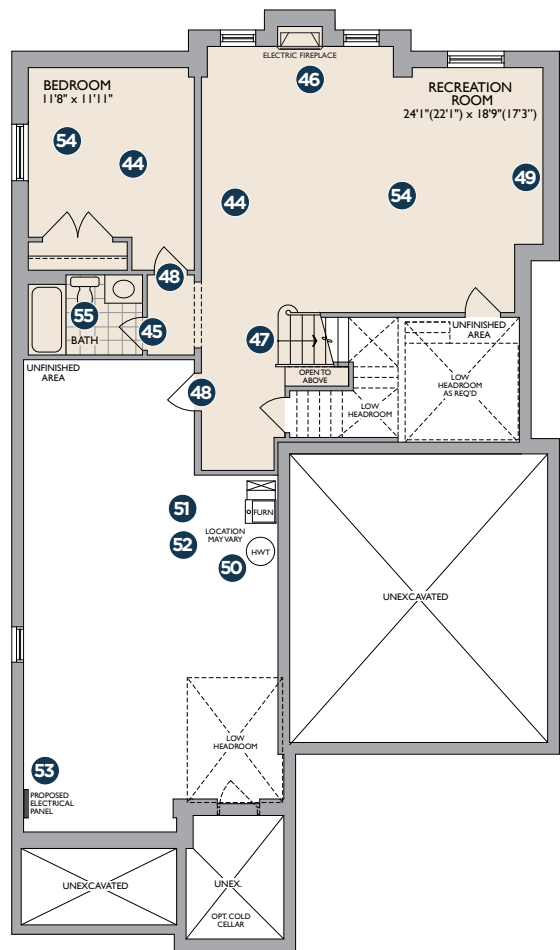 ELECTRIC FIREPLACE
46
BEDROOM
11'8" x 11'11"
RECREATION
ROOM
24'1"(22'1") x 18'9"(17'3")
54
44
49
54
44
48
55
BATH
45
47
UNFINISHED
AREA
OPEN TO
ABOVE
LOW
HEADROOM
LOW
HEADROOM
AS REQ'D
UNFINISHED
AREA
48
51
FURN
LOCATION
MAY VARY
52
HWT
50
UNEXCAVATED
LOW
HEADROOM
53
PROPOSED
ELECTRICAL
PANEL
UNEXCAVATED
UNEX.
OPT. COLD
CELLAR